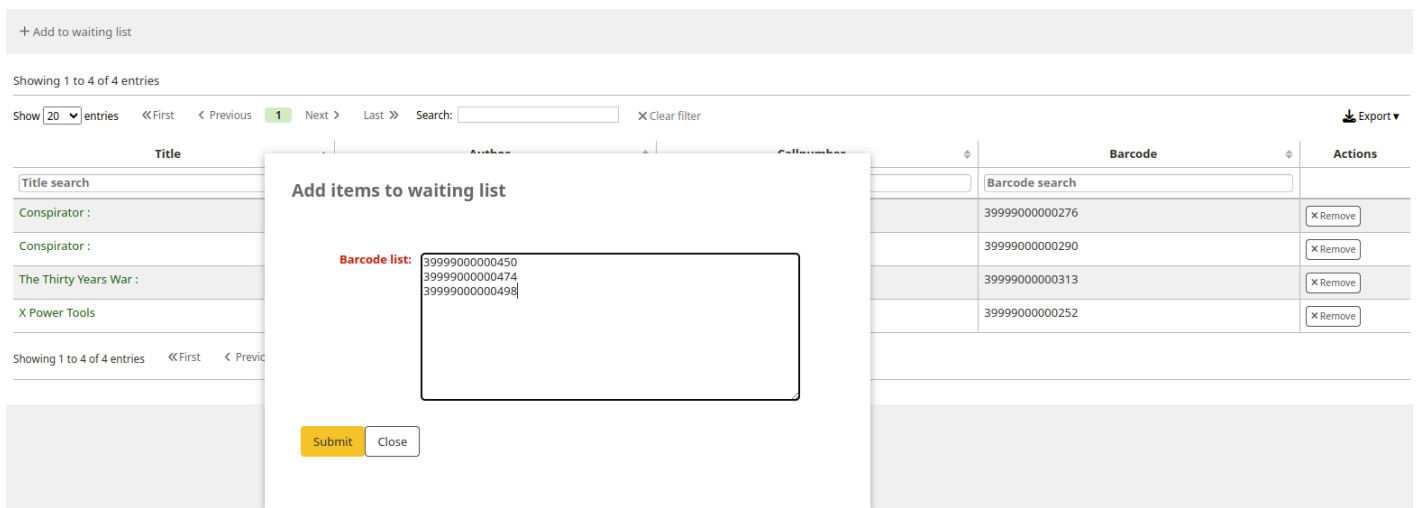 + Add to waiting list
Showing 1 to 4 of 4 entries
Show 20 entries First Previous 1 Next Last Search: Clear filter Export
Title Barcode Actions
Title search Barcode search
Add items to waiting list
Conspirator : 39999000000276 Remove
Conspirator : 39999000000290 Remove
The Thirty Years War : 39999000000313 Remove
X Power Tools 39999000000252 Remove
Barcode list: 39999000000450
39999000000474
39999000000498
Showing 1 to 4 of 4 entries First
Submit Close